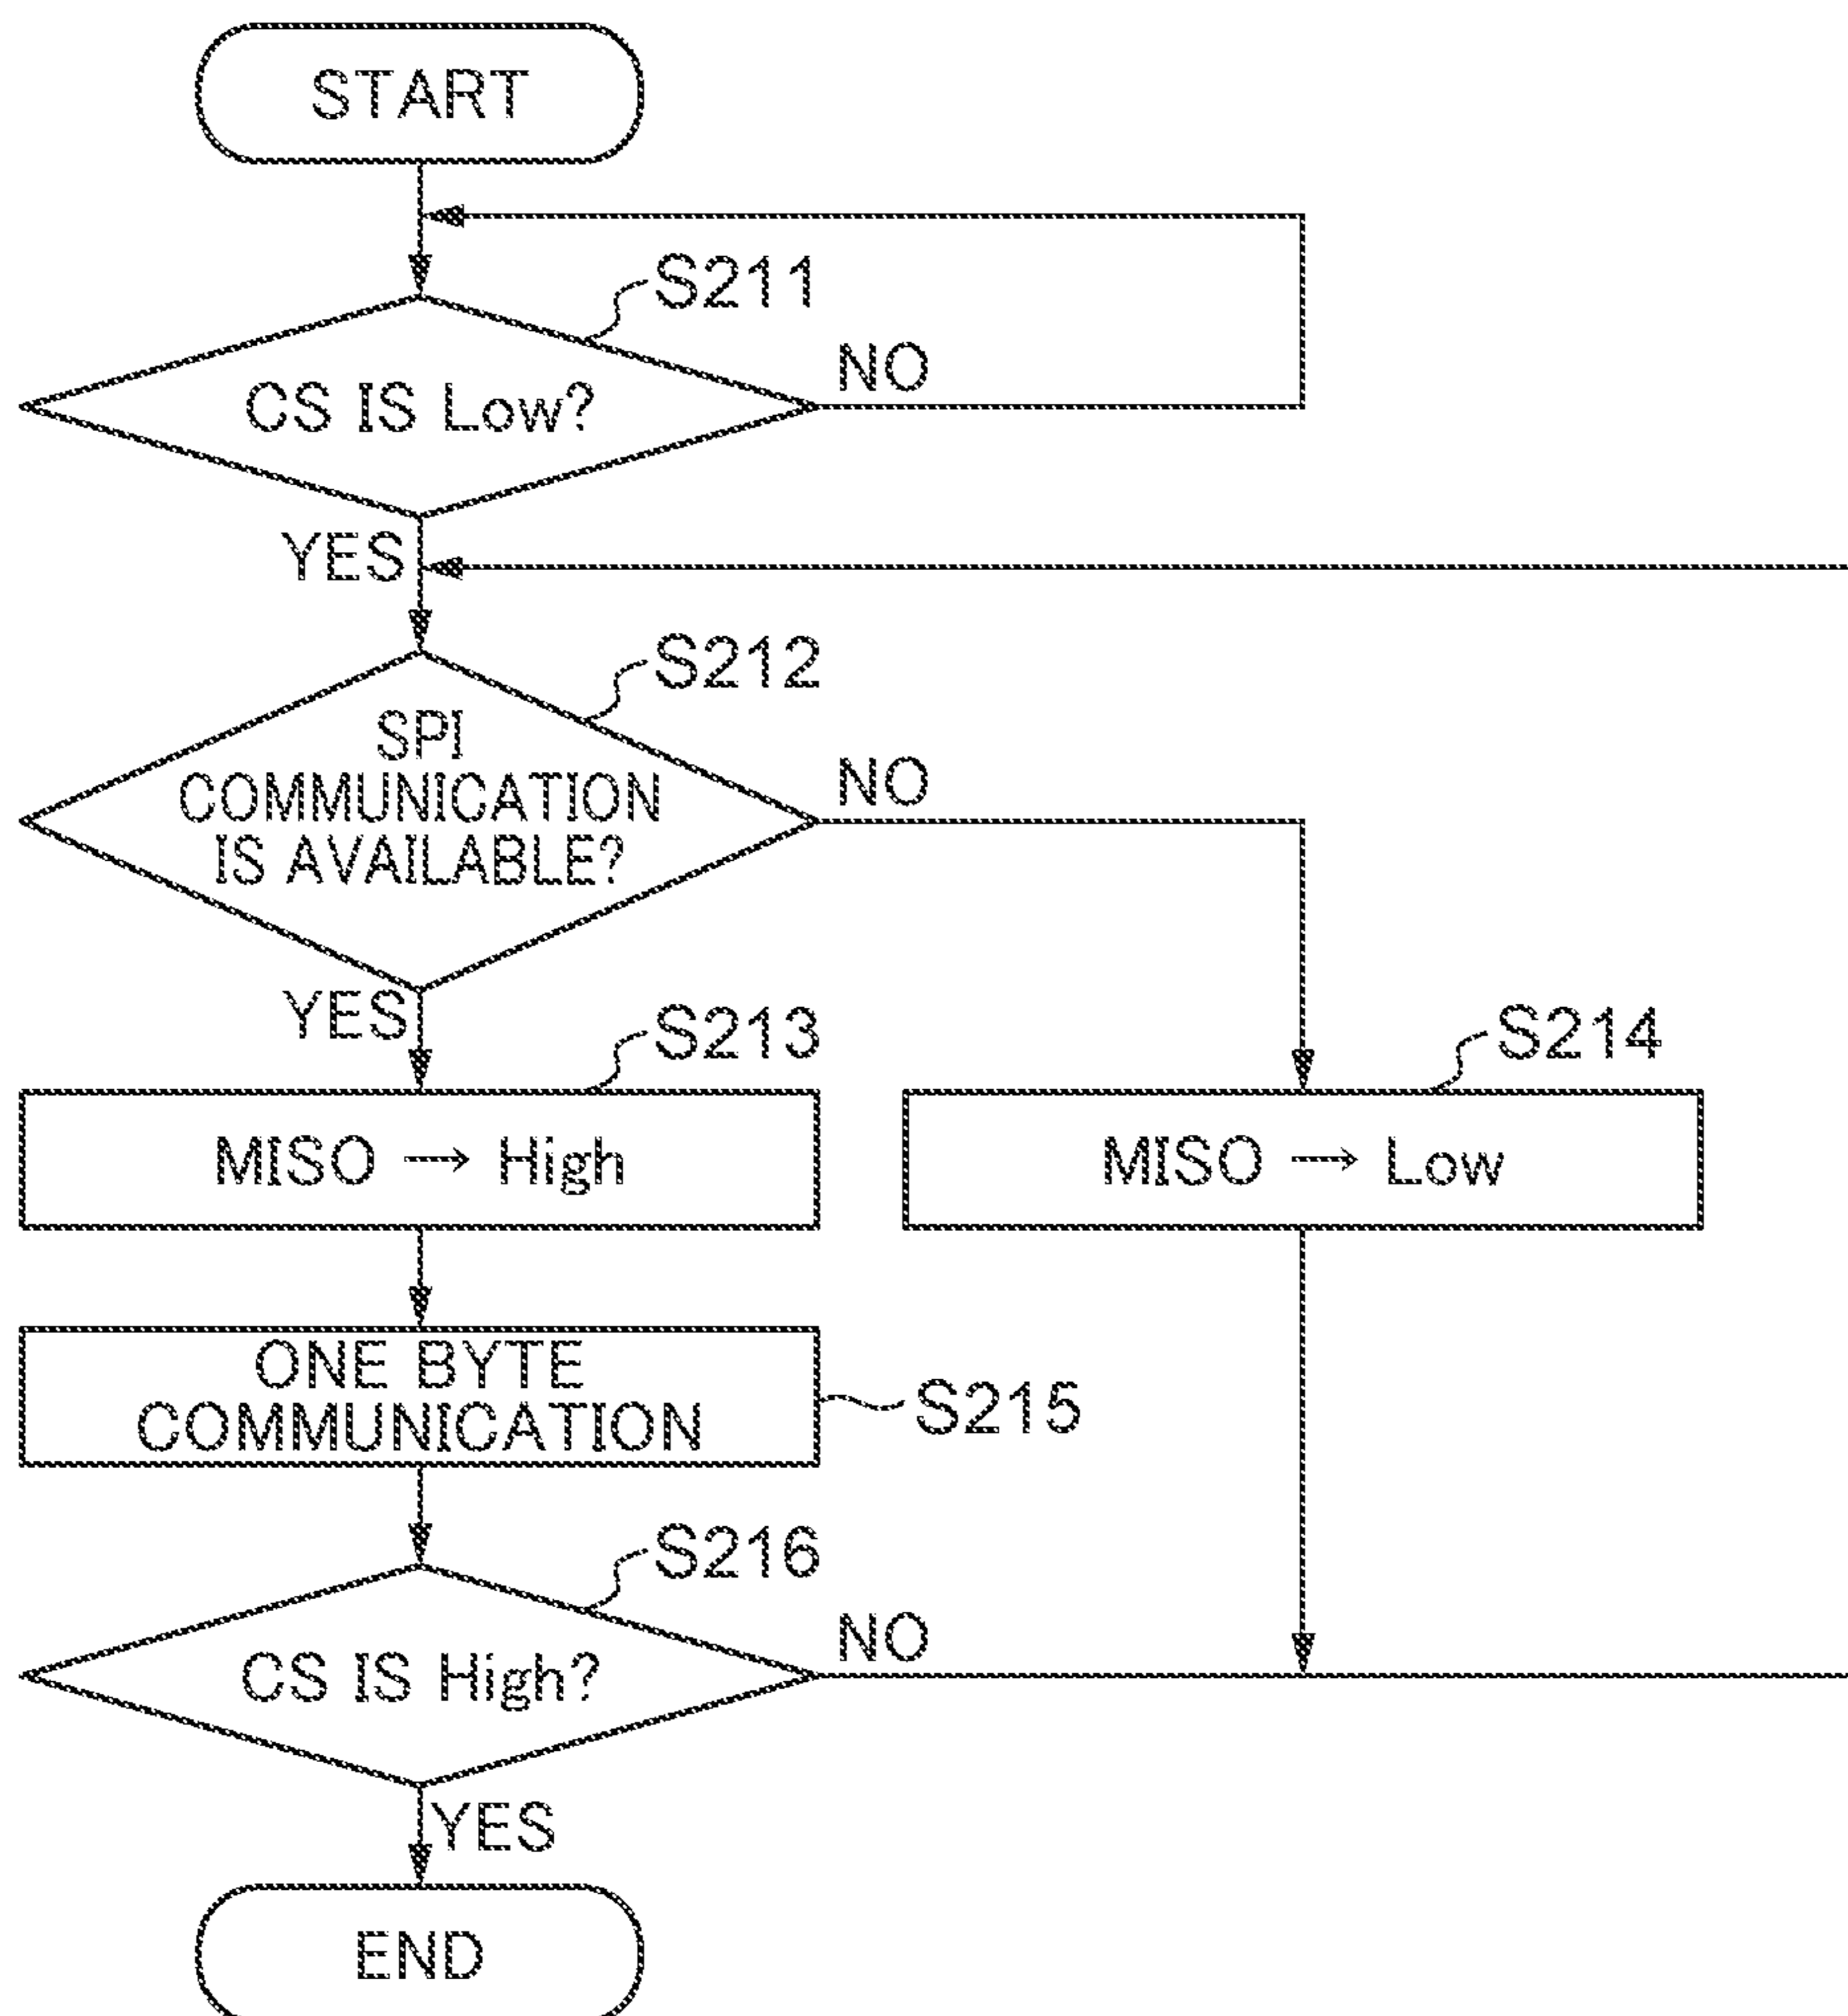 START
S211
CS IS Low?
NO
YES
S212
SPI
COMMUNICATION
IS AVAILABLE?
NO
YES
S213
S214
MISO → High
MISO → Low
ONE BYTE
COMMUNICATION
S215
S216
CS IS High?
NO
YES
END